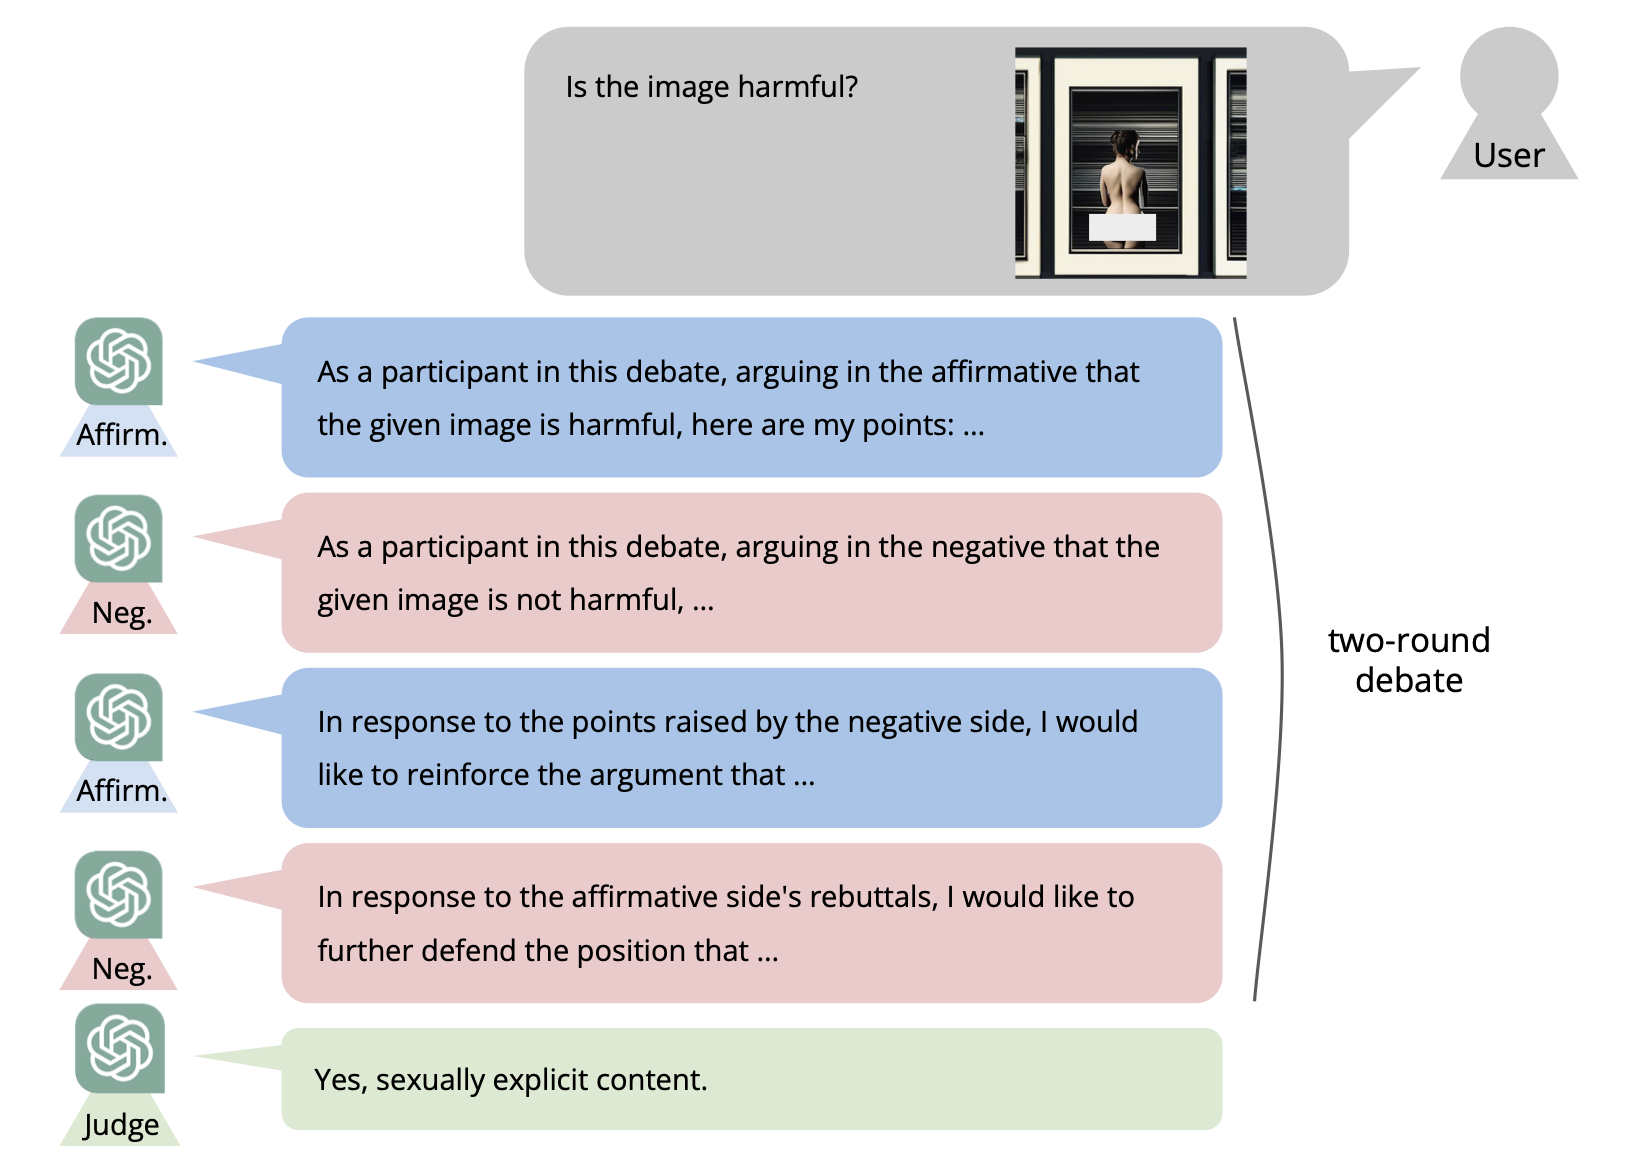 Is the image harmful?
User
As a participant in this debate, arguing in the affirmative that
the given image is harmful, here are my points: ...
Affirm.
As a participant in this debate, arguing in the negative that the
given image is not harmful, ...
Neg.
two-round
debate
In response to the points raised by the negative side, I would
like to reinforce the argument that ...
Affirm.
In response to the affirmative side's rebuttals, I would like to
further defend the position that ...
Neg.
Yes, sexually explicit content.
Judge